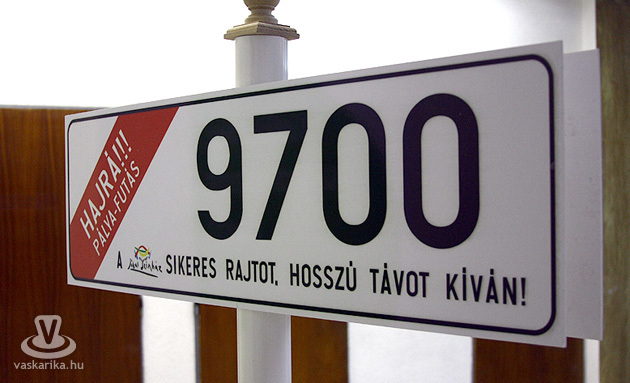 HAJRÁ!!!
PÁLYA-FUTÁS
9700
A SIKERES RAJTOT, HOSSZÚ TÁVOT KÍVÁN!
V
vaskarika.hu